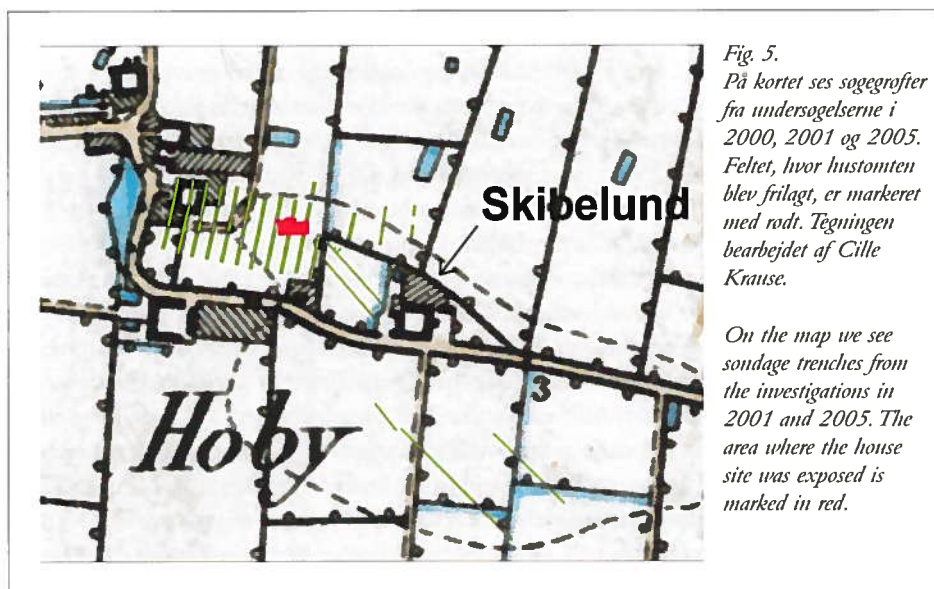 Skibelund
3
Hoby
Fig. 5.
På kortet ses søgegrøfter
fra undersøgelserne i
2000, 2001 og 2005.
Feltet, hvor hustomten
blev frilagt, er markeret
med rødt. Tegningen
bearbejdet af Cille
Krause.
On the map we see
sondage trenches from
the investigations in
2001 and 2005. The
area where the house
site was exposed is
marked in red.